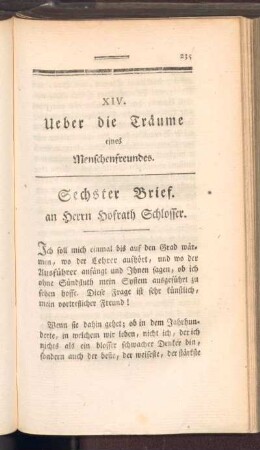 235
XIV.
Ueber die Träume
eines
Menschenfreundes.
Sechster Brief.
an Herrn Hofrath Schlosser.
Ich soll mich einmal bis auf den Grad wär-
men, wo der Lehrer aufhört, und wo der
Ausführer anfängt und Ihnen sagen, ob ich
ohne Sündfluth mein System ausgeführt zu
sehen hoffe. Diese Frage ist sehr künstlich,
mein vortreflicher Freund!
Wenn sie dahin gehet; ob in dem Jahrhun-
derte, in welchem wir leben, nicht ich, der ich
nichts als ein blosser schwacher Denker bin,
sondern auch der beste, der weiseste, der stärkste